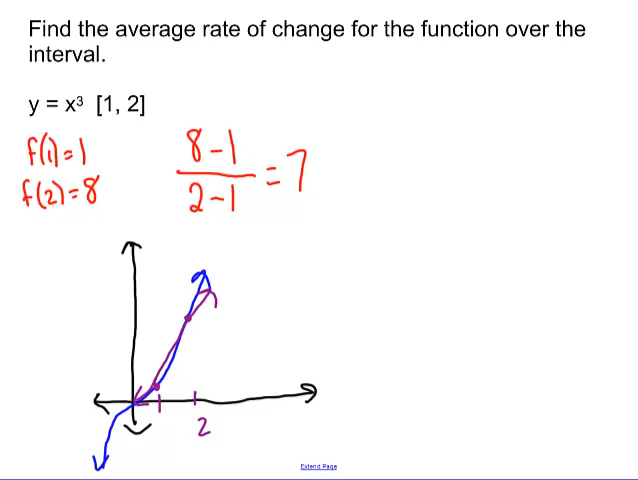 Find the average rate of change for the function over the
interval.
y = x³ [1, 2]
f(1)=1
f(2)=8
8-1
2-1
=7
1
2
Extend Page